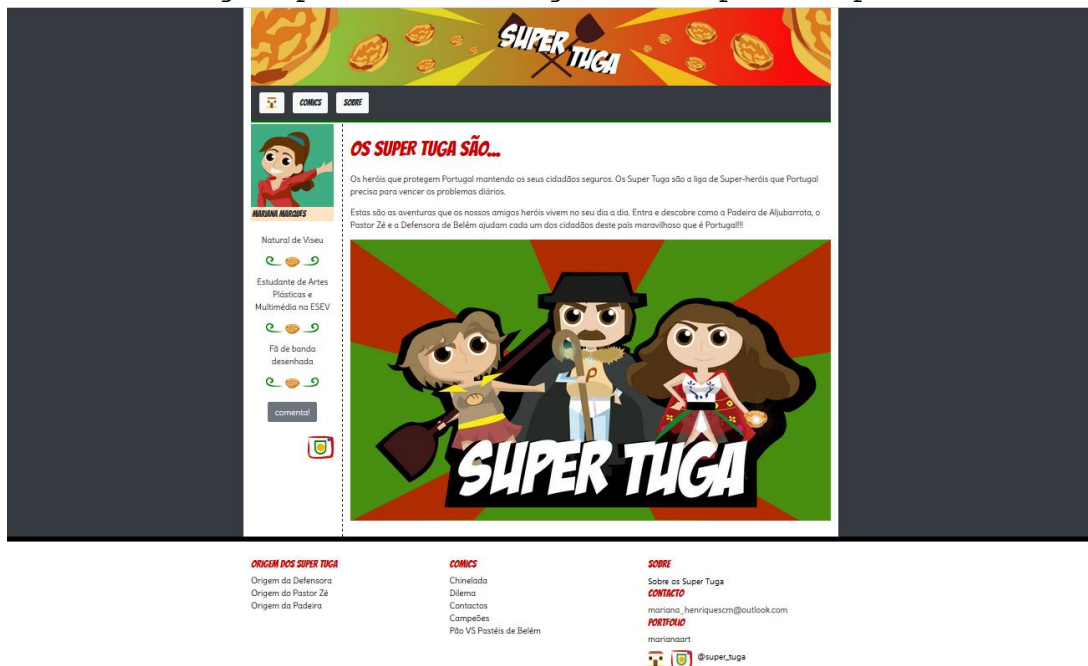 SUPER TUGA
COMICS
SOBRE
MARIANA MARQUES
Natural de Viseu
Estudante de Artes
Plásticas e
Multimédia na ESEV
Fã de banda
desenhada
comenta!
OS SUPER TUGA SÃO...
Os heróis que protegem Portugal mantendo os seus cidadãos seguros. Os Super Tuga são a liga de Super-heróis que Portugal
precisa para vencer os problemas diários.
Estas são as aventuras que os nossos amigos heróis vivem no seu dia a dia. Entra e descobre como a Padeira de Aljubarrota, o
Pastor Zé e a Defensora de Belém ajudam cada um dos cidadãos deste país maravilhoso que é Portugal!!!
P
SUPER TUGA
ORIGEM DOS SUPER TUGA
Origem da Defensora
Origem do Pastor Zé
Origem da Padeira
COMICS
Chinelada
Dilema
Contactos
Campeões
Pão VS Pastéis de Belém
SOBRE
Sobre os Super Tuga
CONTACTO
mariana_henriquescm@outlook.com
PORTFOLIO
marianaart
@super_tuga